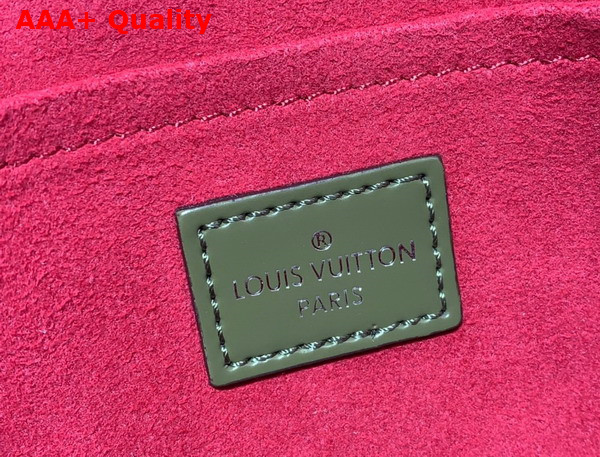 AAA+ Quality
®
LOUIS VUITTON
PARIS